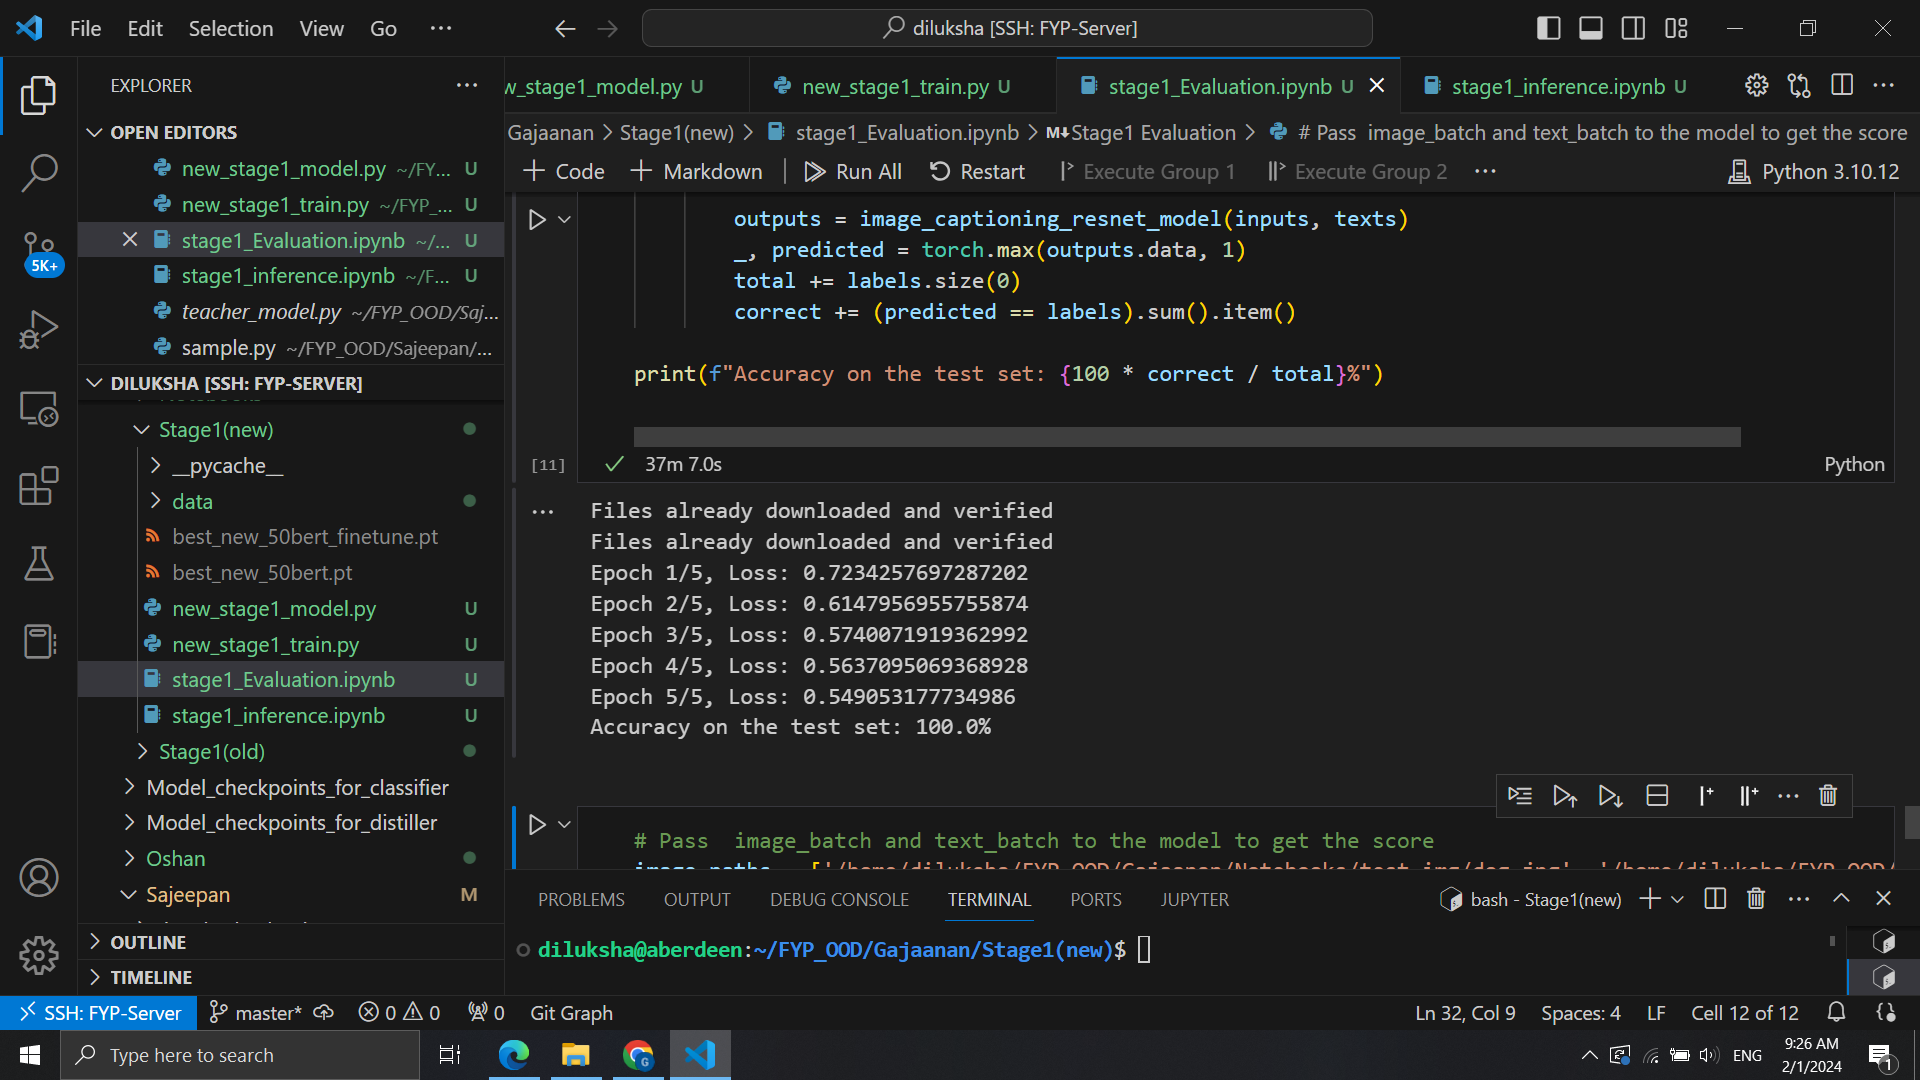 File Edit Selection View Go ···
diluksha [SSH: FYP-Server]
EXPLORER
OPEN EDITORS
new_stage1_model.py ~/FY... U
new_stage1_train.py ~/FYP_... U
stage1_Evaluation.ipynb ~/... U
stage1_inference.ipynb ~/F... U
teacher_model.py ~/FYP_OOD/Saj...
sample.py ~/FYP_OOD/Sajeepan/...
DILUKSHA [SSH: FYP-SERVER]
Stage1(new)
__pycache__
data
best_new_50bert_finetune.pt
best_new_50bert.pt
new_stage1_model.py U
new_stage1_train.py U
stage1_Evaluation.ipynb U
stage1_inference.ipynb U
Stage1(old)
Model_checkpoints_for_classifier
Model_checkpoints_for_distiller
Oshan
Sajeepan M
OUTLINE
TIMELINE
5K+
w_stage1_model.py U
new_stage1_train.py U
stage1_Evaluation.ipynb U
stage1_inference.ipynb U
Gajaanan > Stage1(new) > stage1_Evaluation.ipynb > M↓Stage1 Evaluation > # Pass image_batch and text_batch to the model to get the score
+ Code + Markdown Run All Restart Execute Group 1 Execute Group 2 ··· Python 3.10.12
outputs = image_captioning_resnet_model(inputs, texts)
_, predicted = torch.max(outputs.data, 1)
total += labels.size(0)
correct += (predicted == labels).sum().item()
print(f"Accuracy on the test set: {100 * correct / total}%")
[11] 37m 7.0s Python
Files already downloaded and verified
Files already downloaded and verified
Epoch 1/5, Loss: 0.7234257697287202
Epoch 2/5, Loss: 0.6147956955755874
Epoch 3/5, Loss: 0.5740071919362992
Epoch 4/5, Loss: 0.5637095069368928
Epoch 5/5, Loss: 0.549053177734986
Accuracy on the test set: 100.0%
# Pass image_batch and text_batch to the model to get the score
PROBLEMS OUTPUT DEBUG CONSOLE TERMINAL PORTS JUPYTER
bash - Stage1(new)
diluksha@aberdeen:~/FYP_OOD/Gajaanan/Stage1(new)$
SSH: FYP-Server master* 0 0 0 Git Graph
Ln 32, Col 9 Spaces: 4 LF Cell 12 of 12
Type here to search
ENG
9:26 AM
2/1/2024
1